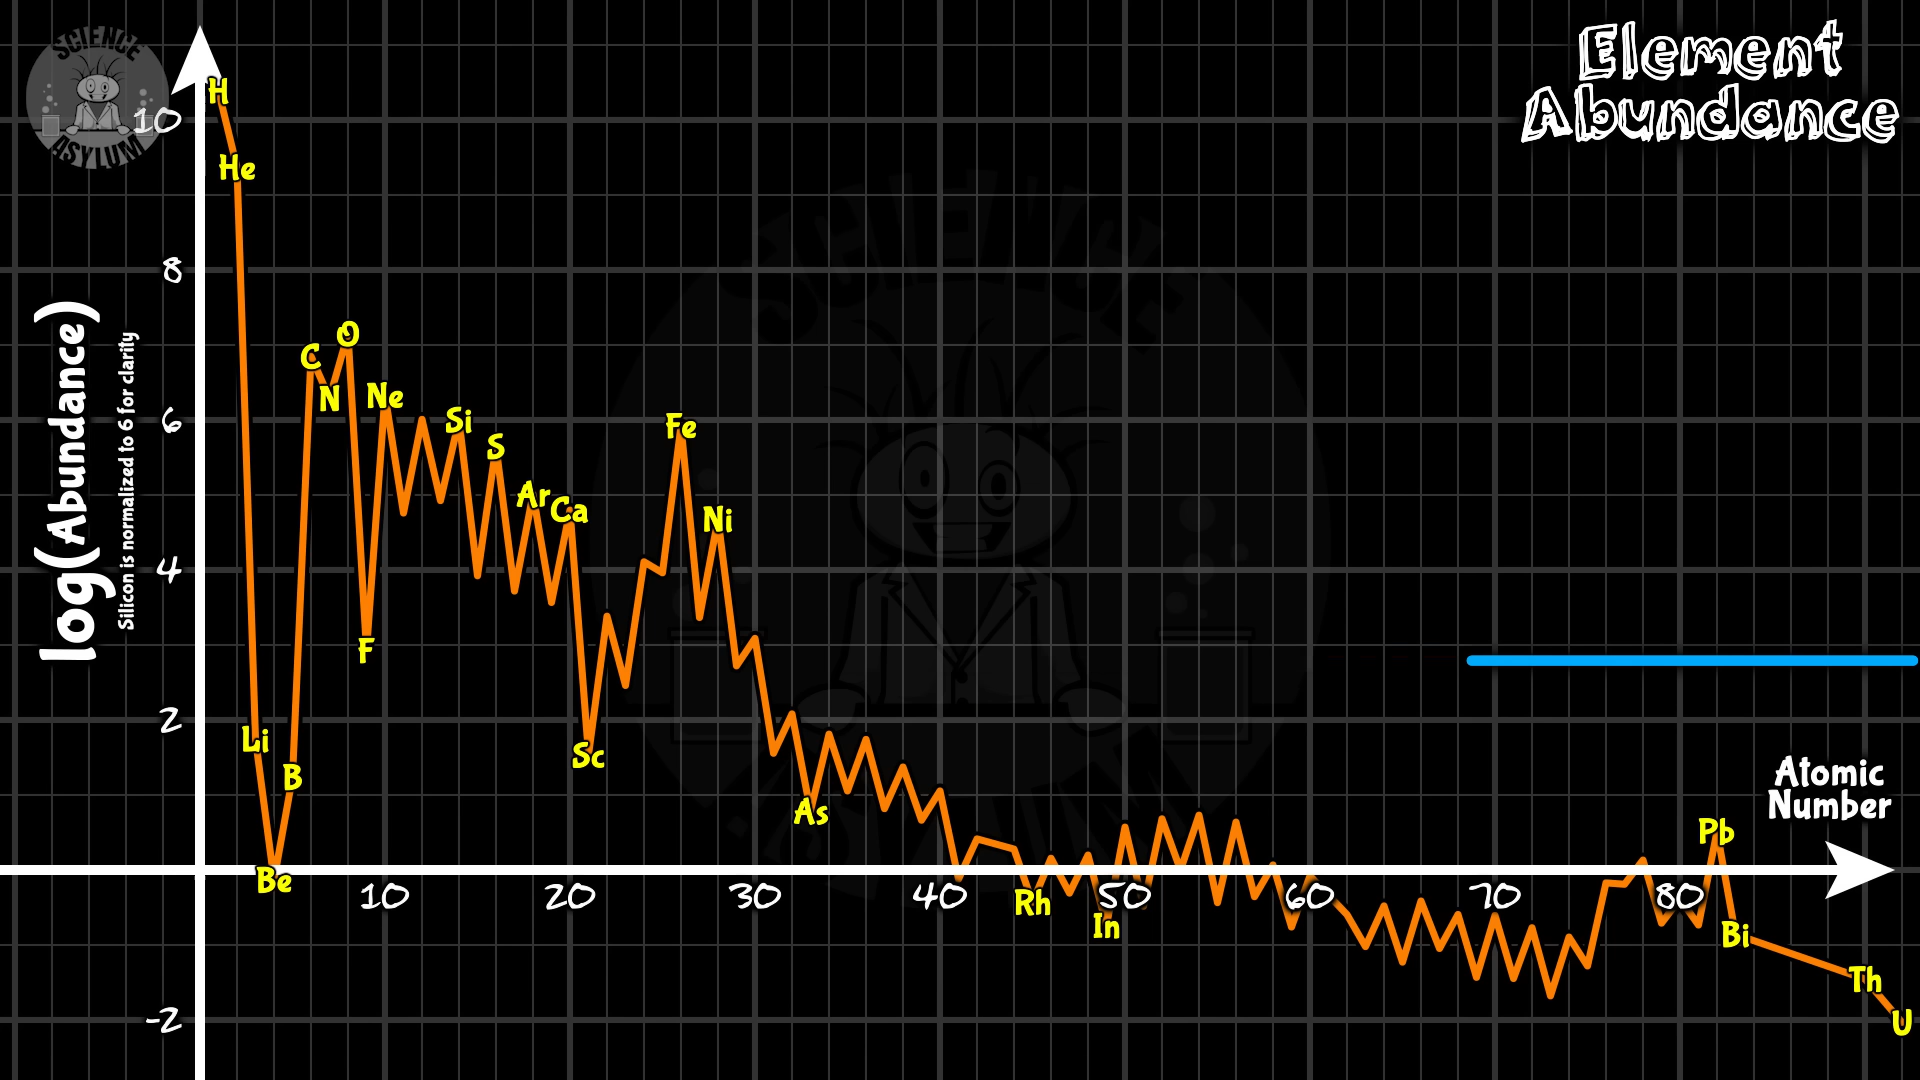 SCIENCE
ASYLUM
Element
Abundance
log(Abundance)
Silicon is normalized to 6 for clarity
10
8
6
4
2
-2
H
He
Li
Be
B
C
N
O
F
Ne
Si
S
Ar
Ca
Sc
Fe
Ni
As
Rh
In
Pb
Bi
Th
U
10 20 30 40 50 60 70 80
Atomic
Number
SCIENCE
ASYLUM